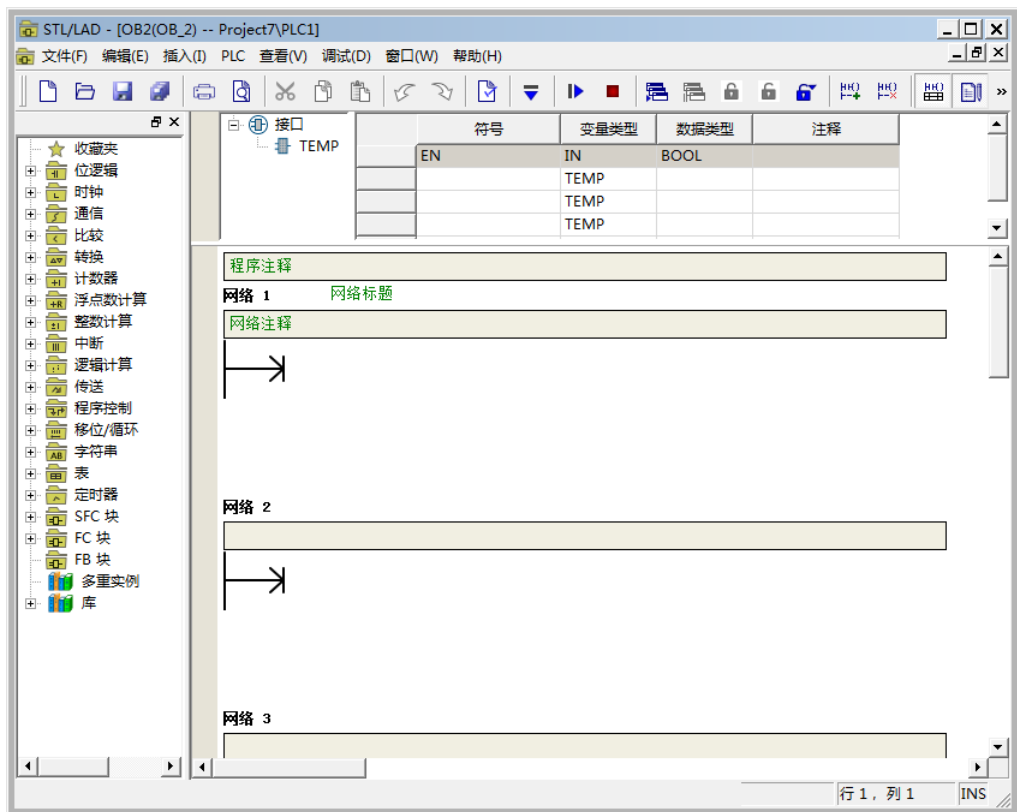 STL/LAD - [OB2(OB_2) -- Project7\PLC1]
文件(F) 编辑(E) 插入(I) PLC 查看(V) 调试(D) 窗口(W) 帮助(H)
收藏夹
位逻辑
时钟
通信
比较
转换
计数器
浮点数计算
整数计算
中断
逻辑计算
传送
程序控制
移位/循环
字符串
表
定时器
SFC 块
FC 块
FB 块
多重实例
库
接口
TEMP
符号 变量类型 数据类型 注释
EN IN BOOL
TEMP
TEMP
TEMP
程序注释
网络 1 网络标题
网络注释
网络 2
网络 3
行 1, 列 1 INS